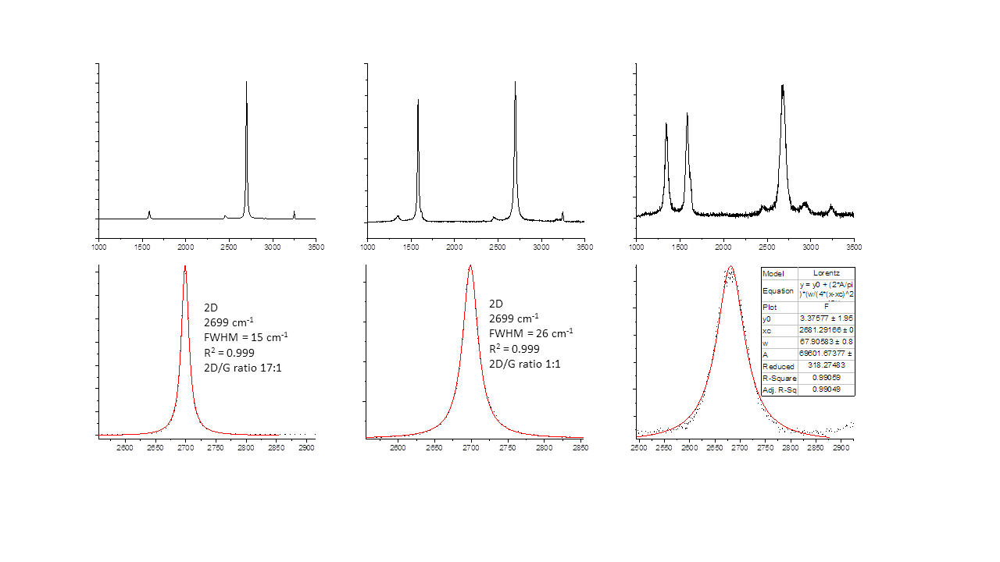 1000 1500 2000 2500 3000 3500
1000 1500 2000 2500 3000 3500
1000 1500 2000 2500 3000 3500
2D
2699 cm-1
FWHM = 15 cm-1
R2 = 0.999
2D/G ratio 17:1
2600 2650 2700 2750 2800 2850 2900
2D
2699 cm-1
FWHM = 26 cm-1
R2 = 0.999
2D/G ratio 1:1
2600 2650 2700 2750 2800 2850
Model Lorentz
Equation y = y0 + (2*A/pi
)*(w/(4*(x-xc)^2
Plot F
y0 3.37577 ± 1.95
xc 2681.29166 ± 0
w 67.90583 ± 0.8
A 69601.67377 ±
Reduced 318.27483
R-Square 0.99059
Adj. R-Sq 0.99049
2500 2550 2600 2650 2700 2750 2800 2850 2900